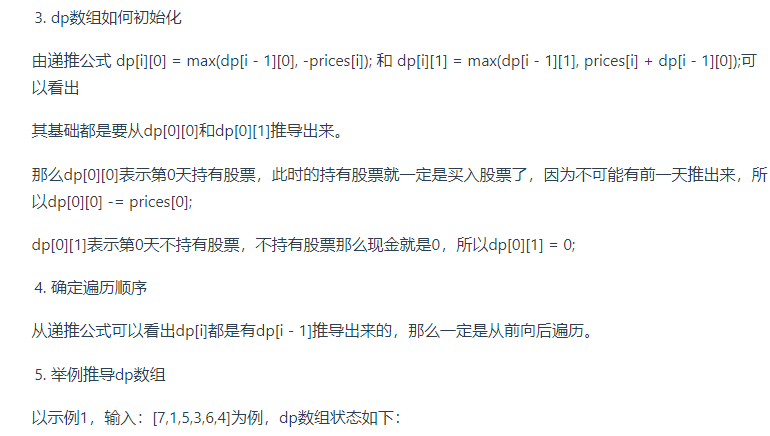 3. dp数组如何初始化
由递推公式 dp[i][0] = max(dp[i - 1][0], -prices[i]); 和 dp[i][1] = max(dp[i - 1][1], prices[i] + dp[i - 1][0]);可
以看出
其基础都是要从dp[0][0]和dp[0][1]推导出来。
那么dp[0][0]表示第0天持有股票，此时的持有股票就一定是买入股票了，因为不可能有前一天推出来，所
以dp[0][0] -= prices[0];
dp[0][1]表示第0天不持有股票，不持有股票那么现金就是0，所以dp[0][1] = 0;
4. 确定遍历顺序
从递推公式可以看出dp[i]都是有dp[i - 1]推导出来的，那么一定是从前向后遍历。
5. 举例推导dp数组
以示例1，输入：[7,1,5,3,6,4]为例，dp数组状态如下：